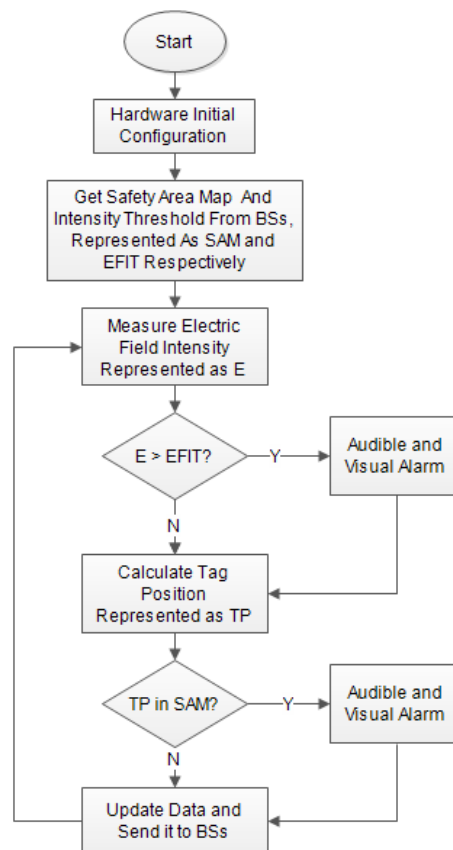 Start
Hardware Initial
Configuration
Get Safety Area Map And
Intensity Threshold From BSs,
Represented As SAM and
EFIT Respectively
Measure Electric
Field Intensity
Represented as E
E > EFIT?
Y
Audible and
Visual Alarm
N
Calculate Tag
Position
Represented as TP
TP in SAM?
Y
Audible and
Visual Alarm
N
Update Data and
Send it to BSs